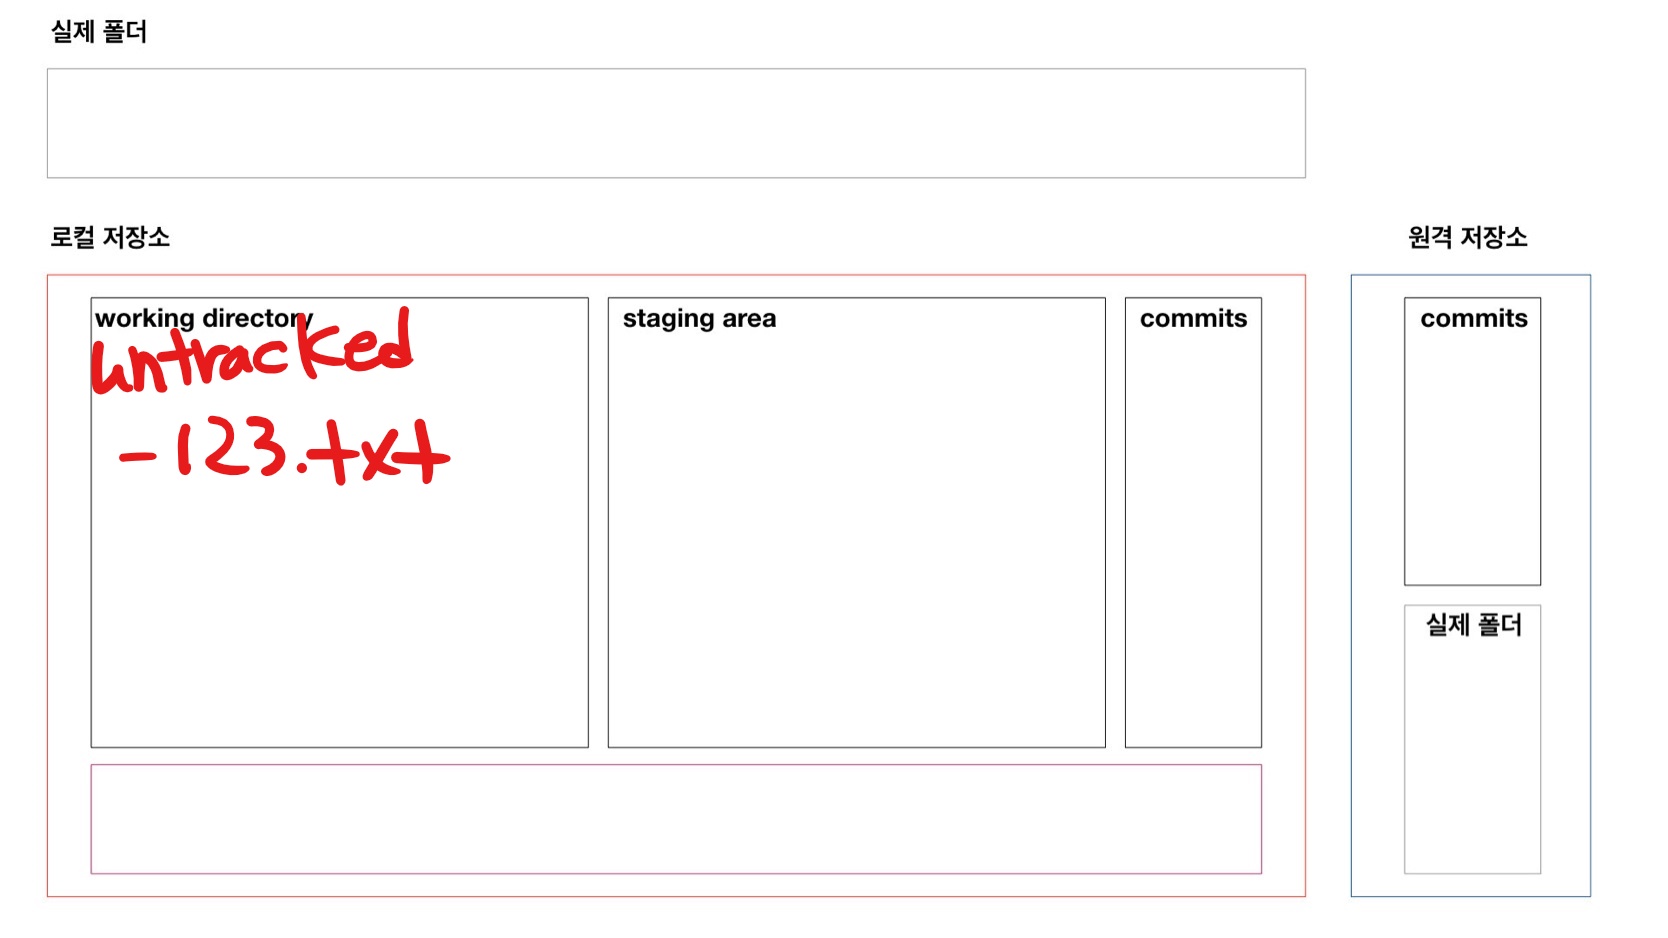 실제 폴더
로컬 저장소
원격 저장소
working directory
untracked
-123.txt
staging area
commits
commits
실제 폴더